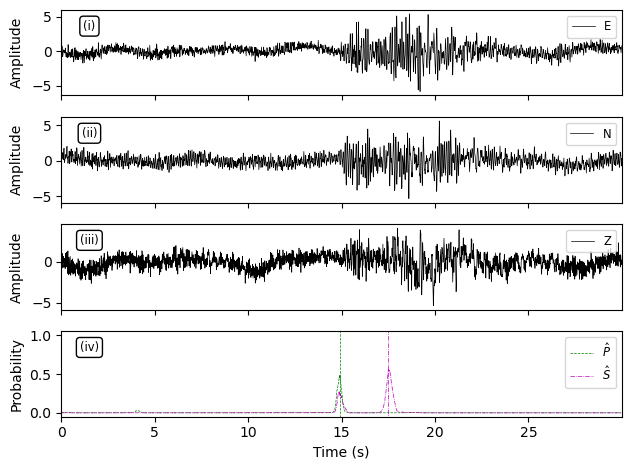 5
0
−5
Amplitude
(i)
E
5
0
−5
Amplitude
(ii)
N
0
−5
Amplitude
(iii)
Z
1.0
0.5
0.0
Probability
(iv)
P̂
Ŝ
0 5 10 15 20 25
Time (s)